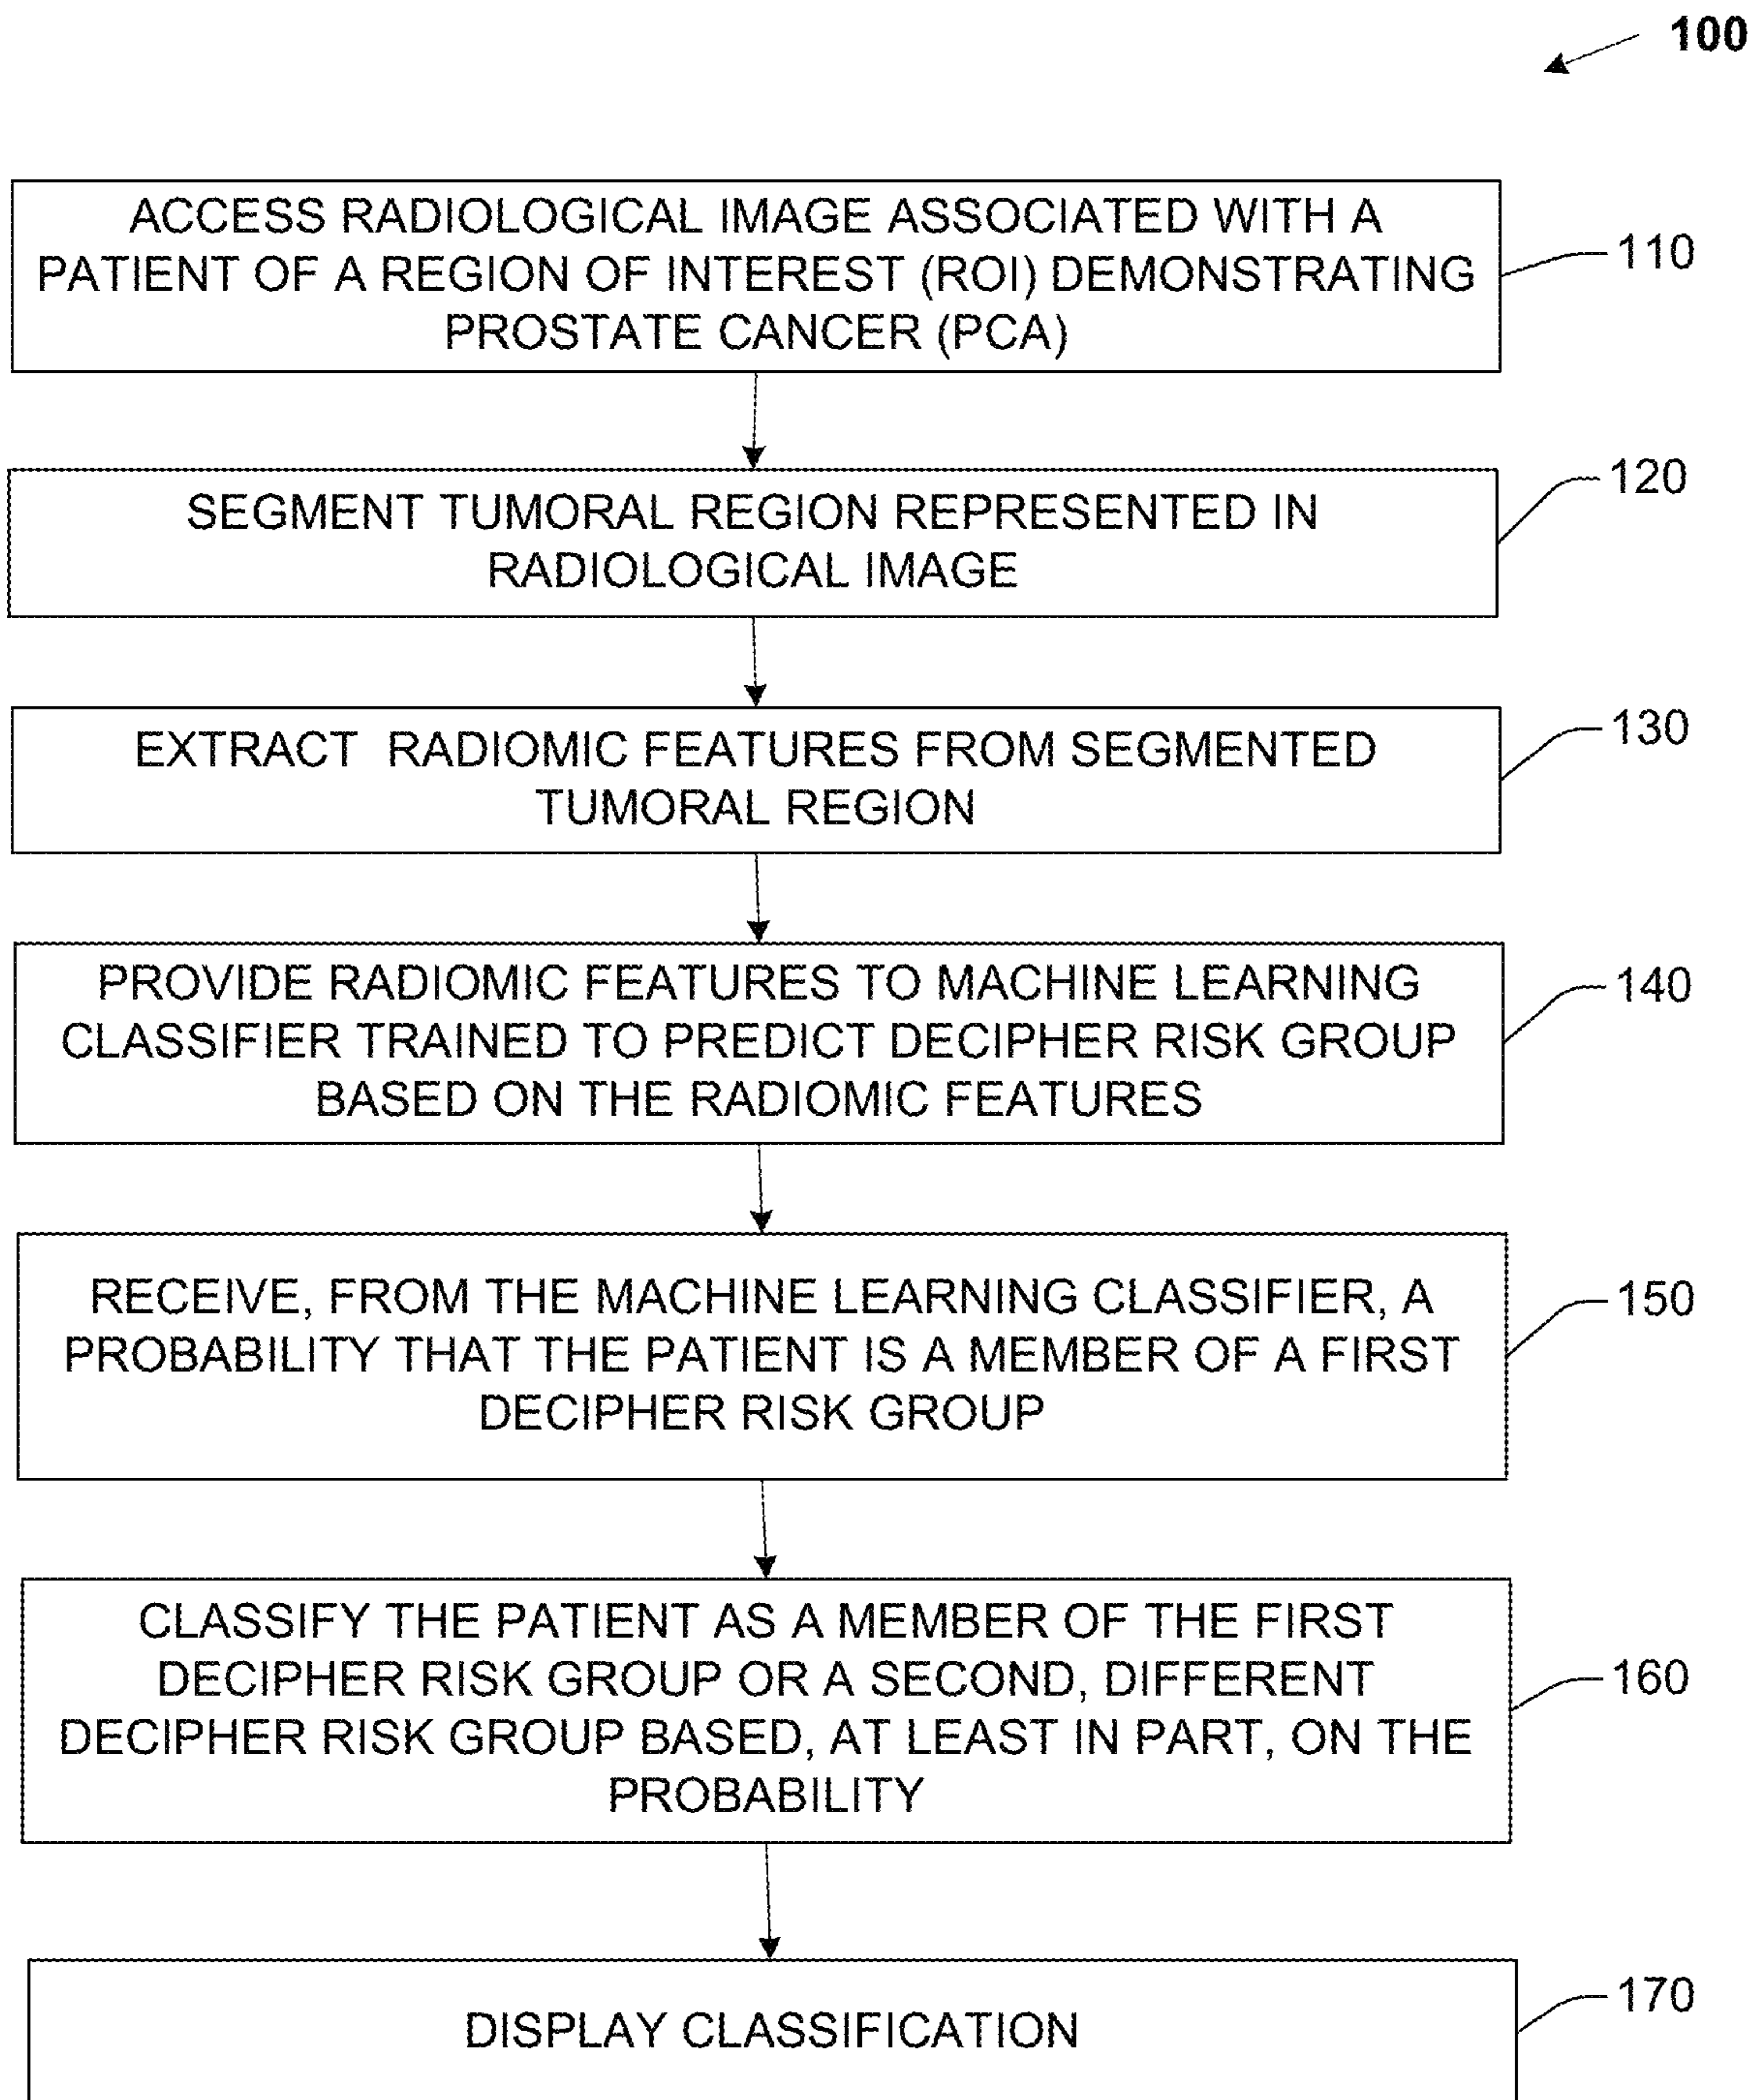 100
ACCESS RADIOLOGICAL IMAGE ASSOCIATED WITH A
PATIENT OF A REGION OF INTEREST (ROI) DEMONSTRATING
PROSTATE CANCER (PCA)
110
SEGMENT TUMORAL REGION REPRESENTED IN
RADIOLOGICAL IMAGE
120
EXTRACT RADIOMIC FEATURES FROM SEGMENTED
TUMORAL REGION
130
PROVIDE RADIOMIC FEATURES TO MACHINE LEARNING
CLASSIFIER TRAINED TO PREDICT DECIPHER RISK GROUP
BASED ON THE RADIOMIC FEATURES
140
RECEIVE, FROM THE MACHINE LEARNING CLASSIFIER, A
PROBABILITY THAT THE PATIENT IS A MEMBER OF A FIRST
DECIPHER RISK GROUP
150
CLASSIFY THE PATIENT AS A MEMBER OF THE FIRST
DECIPHER RISK GROUP OR A SECOND, DIFFERENT
DECIPHER RISK GROUP BASED, AT LEAST IN PART, ON THE
PROBABILITY
160
DISPLAY CLASSIFICATION
170